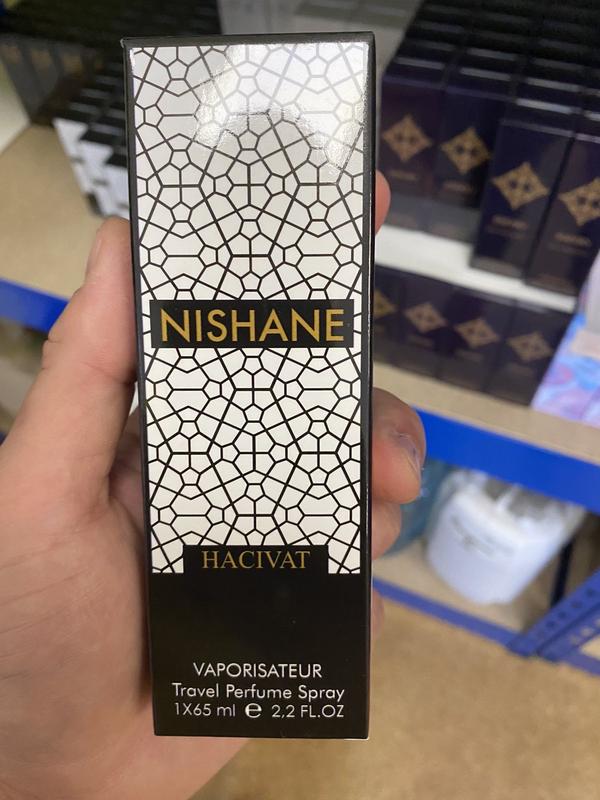 NISHANE
HACIVAT
VAPORISATEUR
Travel Perfume Spray
1X65 ml ℮ 2,2 FL.OZ